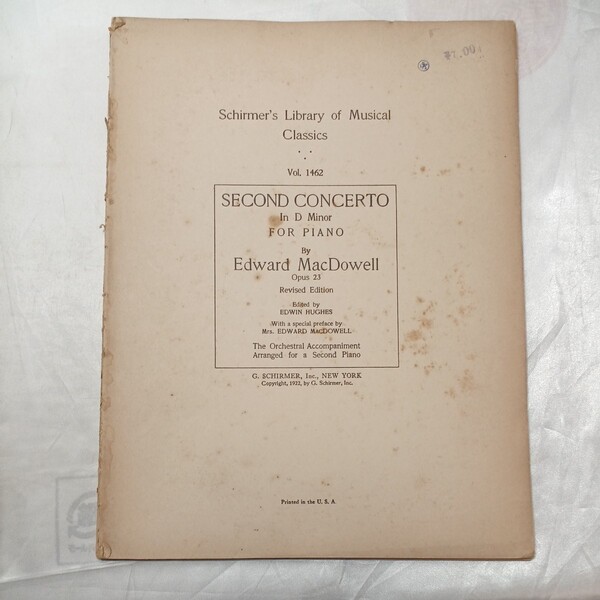 Schirmer's Library of Musical
Classics
Vol. 1462
SECOND CONCERTO
In D Minor
FOR PIANO
By
Edward MacDowell
Opus 23
Revised Edition
Edited by
EDWIN HUGHES
With a special preface by
Mrs. EDWARD MacDOWELL
The Orchestral Accompaniment
Arranged for a Second Piano
G. SCHIRMER, Inc., NEW YORK
Copyright, 1922, by G. Schirmer, Inc.
Printed in the U. S. A.